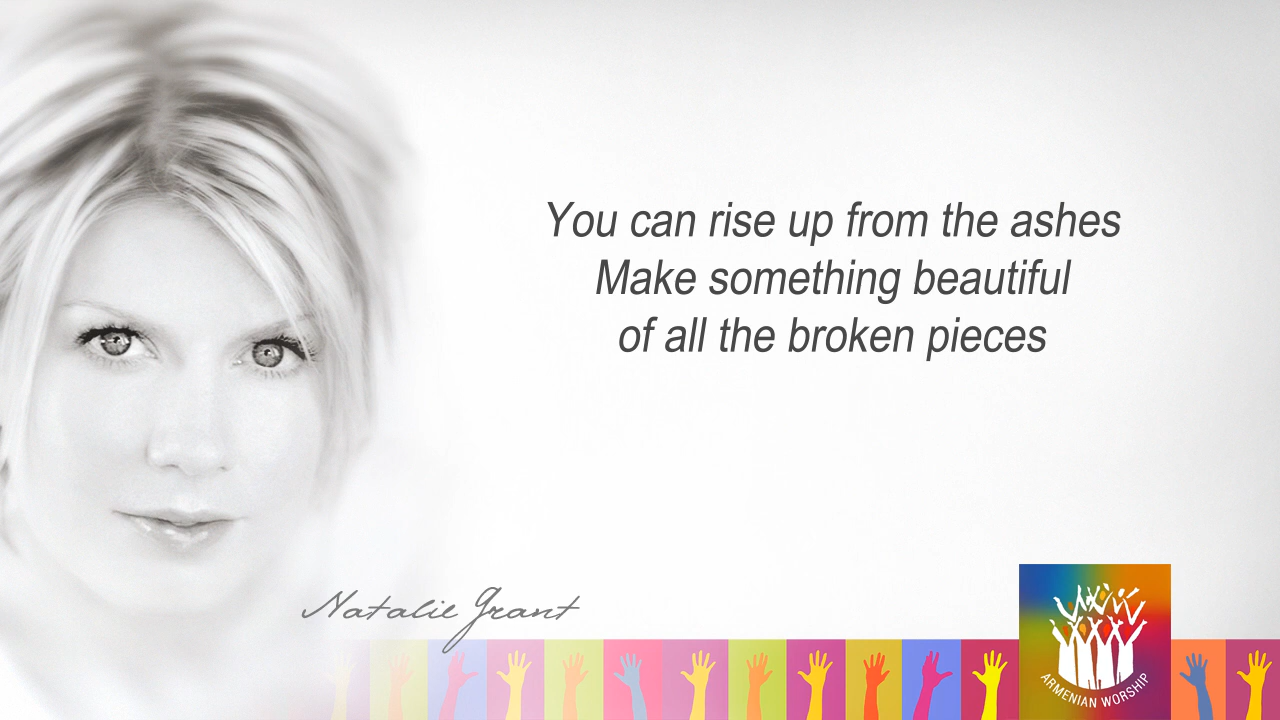 You can rise up from the ashes
Make something beautiful
of all the broken pieces
Natalie Grant
ARMENIAN WORSHIP